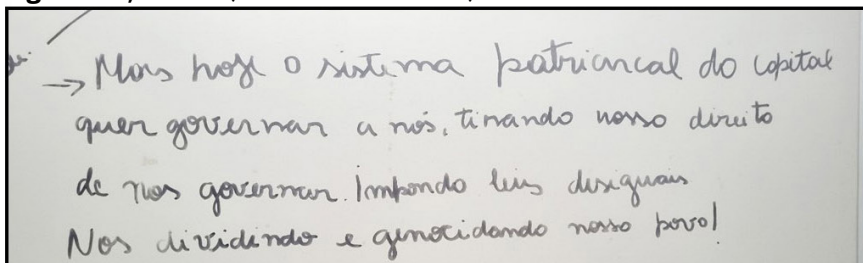 → Mas hoje o sistema patriarcal do capital
quer governar a nós, tirando nosso direito
de nos governar. Impondo leis desiguais
Nos dividindo e genocidando nosso povo!